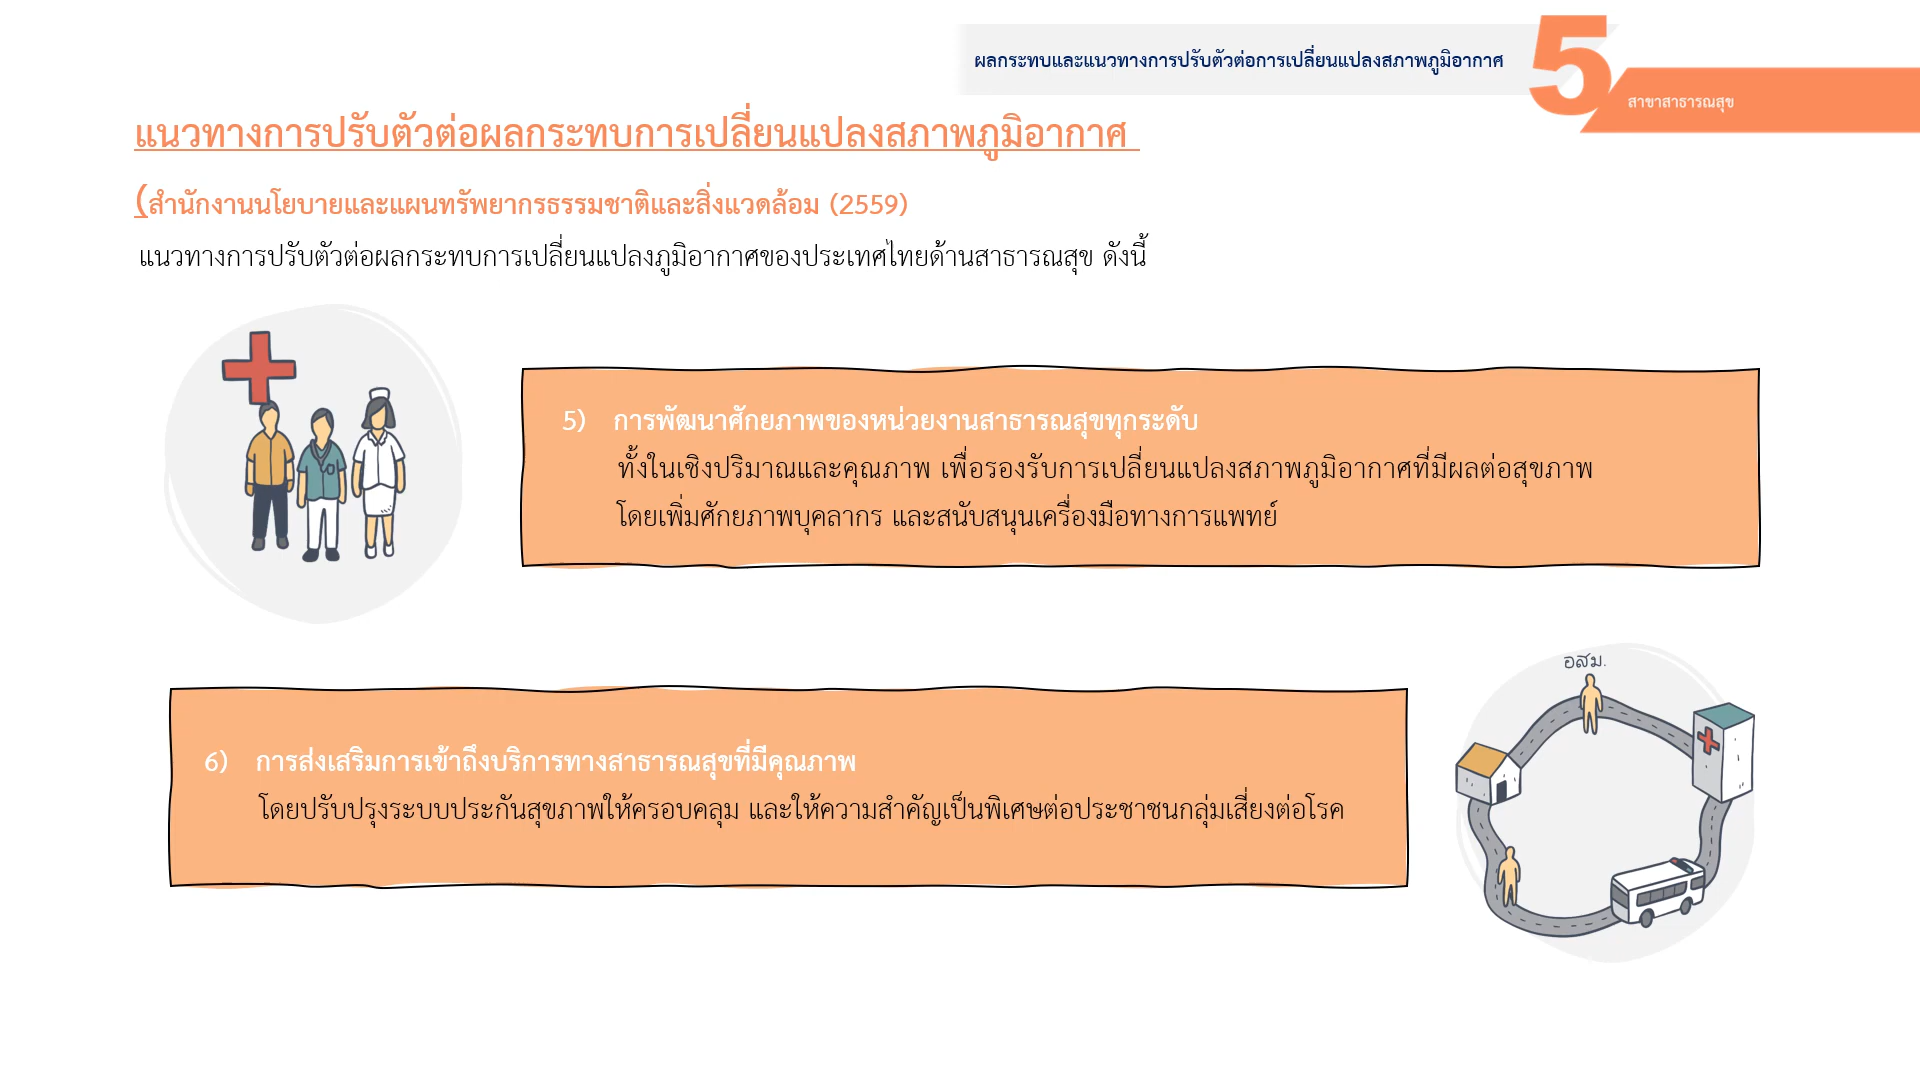 ผลกระทบและแนวทางการปรับตัวต่อการเปลี่ยนแปลงสภาพภูมิอากาศ
5
สาขาสาธารณสุข
แนวทางการปรับตัวต่อผลกระทบการเปลี่ยนแปลงสภาพภูมิอากาศ
(สำนักงานนโยบายและแผนทรัพยากรธรรมชาติและสิ่งแวดล้อม (2559)
แนวทางการปรับตัวต่อผลกระทบการเปลี่ยนแปลงภูมิอากาศของประเทศไทยด้านสาธารณสุข ดังนี้
5) การพัฒนาศักยภาพของหน่วยงานสาธารณสุขทุกระดับ
ทั้งในเชิงปริมาณและคุณภาพ เพื่อรองรับการเปลี่ยนแปลงสภาพภูมิอากาศที่มีผลต่อสุขภาพ
โดยเพิ่มศักยภาพบุคลากร และสนับสนุนเครื่องมือทางการแพทย์
อสม.
6) การส่งเสริมการเข้าถึงบริการทางสาธารณสุขที่มีคุณภาพ
โดยปรับปรุงระบบประกันสุขภาพให้ครอบคลุม และให้ความสำคัญเป็นพิเศษต่อประชาชนกลุ่มเสี่ยงต่อโรค